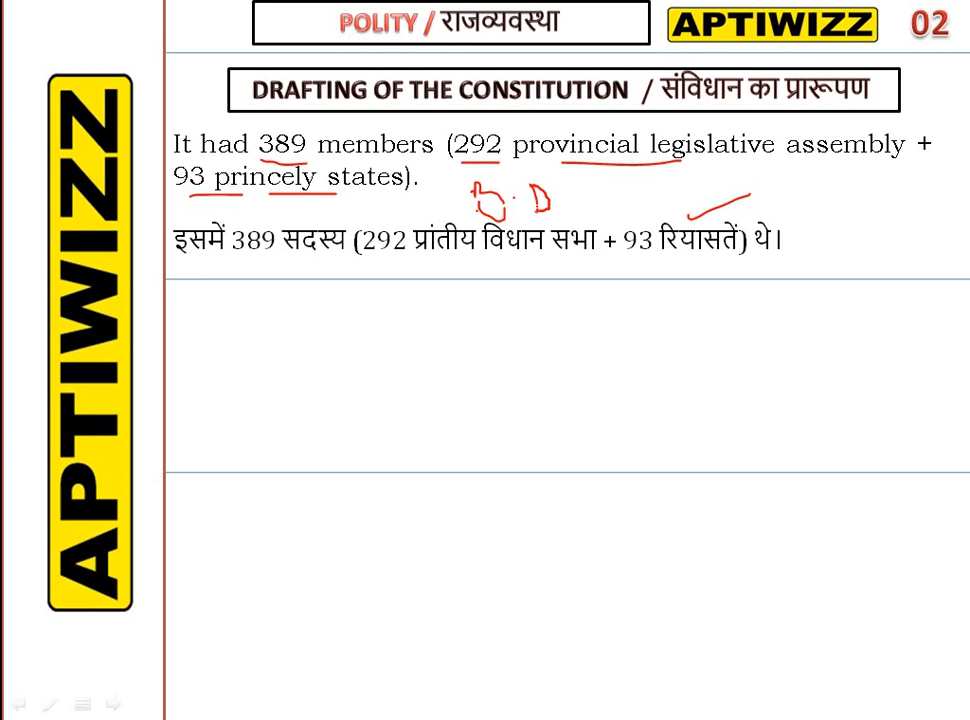 POLITY / राजव्यवस्था
APTIWIZZ
02
DRAFTING OF THE CONSTITUTION / संविधान का प्रारूपण
It had 389 members (292 provincial legislative assembly +
93 princely states).
B. D
इसमें 389 सदस्य (292 प्रांतीय विधान सभा + 93 रियासतें) थे।
APTIWIZZ